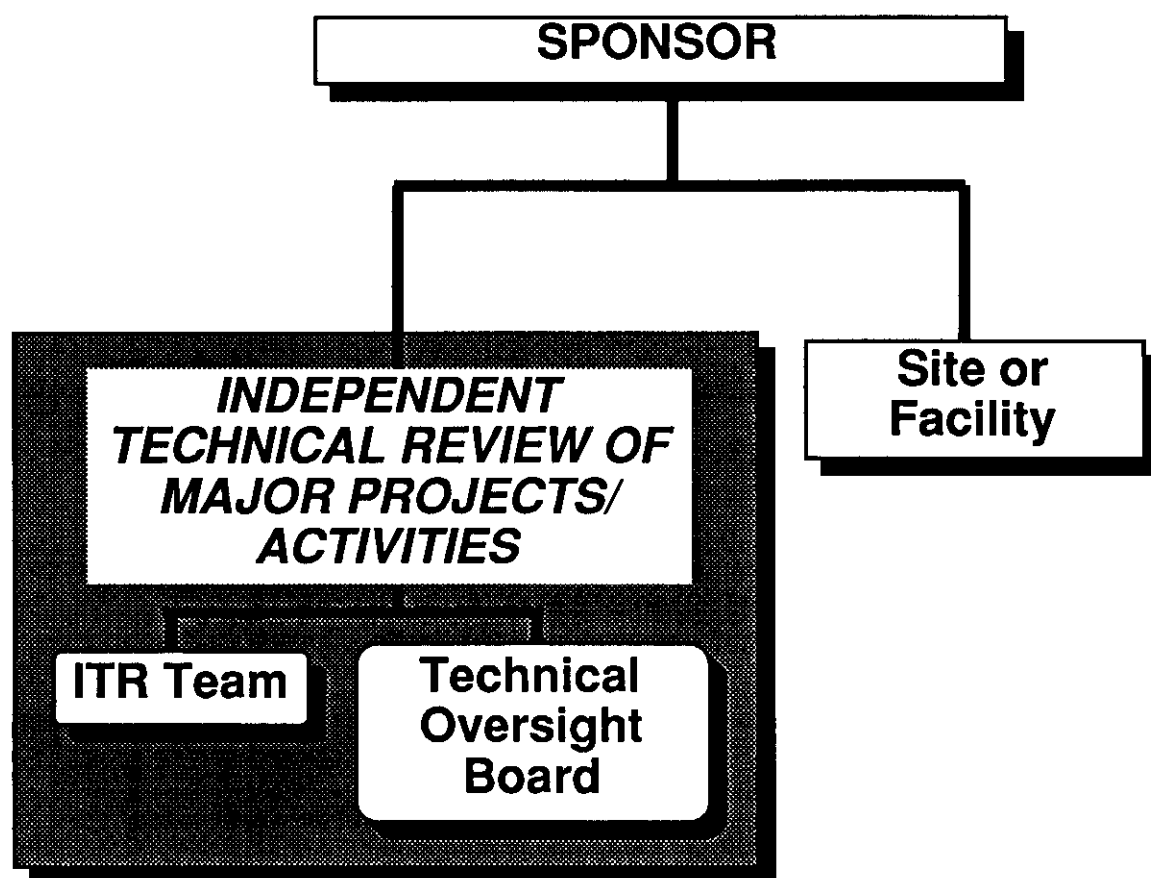 SPONSOR
INDEPENDENT
TECHNICAL REVIEW OF
MAJOR PROJECTS/
ACTIVITIES
Site or
Facility
ITR Team
Technical
Oversight
Board